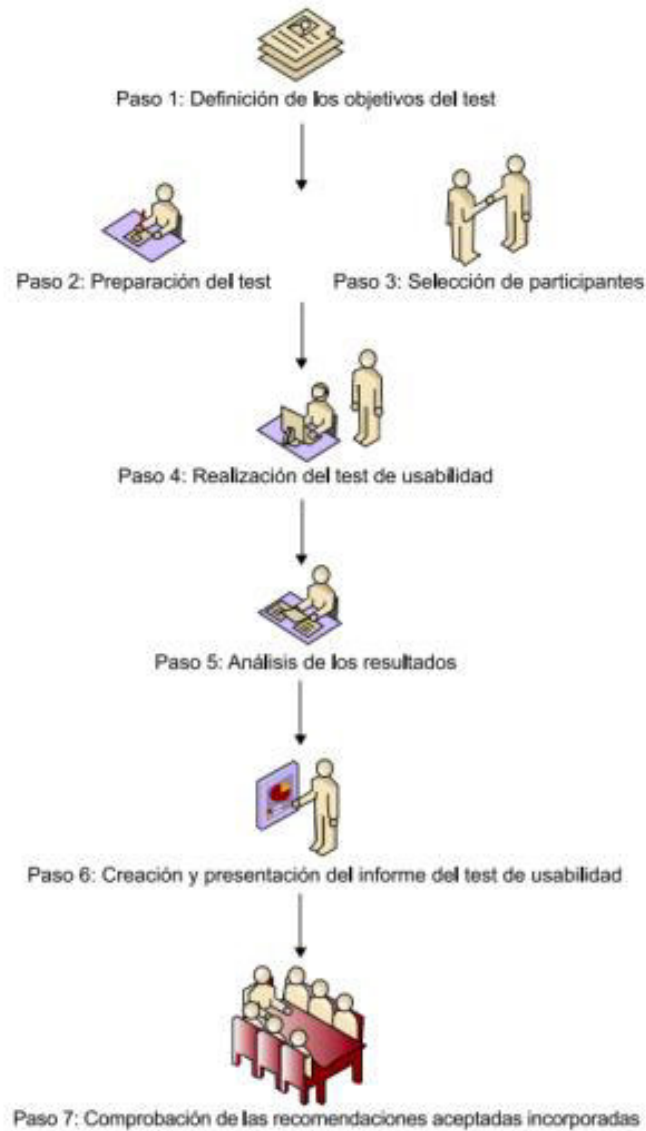 Paso 1: Definición de los objetivos del test
Paso 2: Preparación del test
Paso 3: Selección de participantes
Paso 4: Realización del test de usabilidad
Paso 5: Análisis de los resultados
Paso 6: Creación y presentación del informe del test de usabilidad
Paso 7: Comprobación de las recomendaciones aceptadas incorporadas